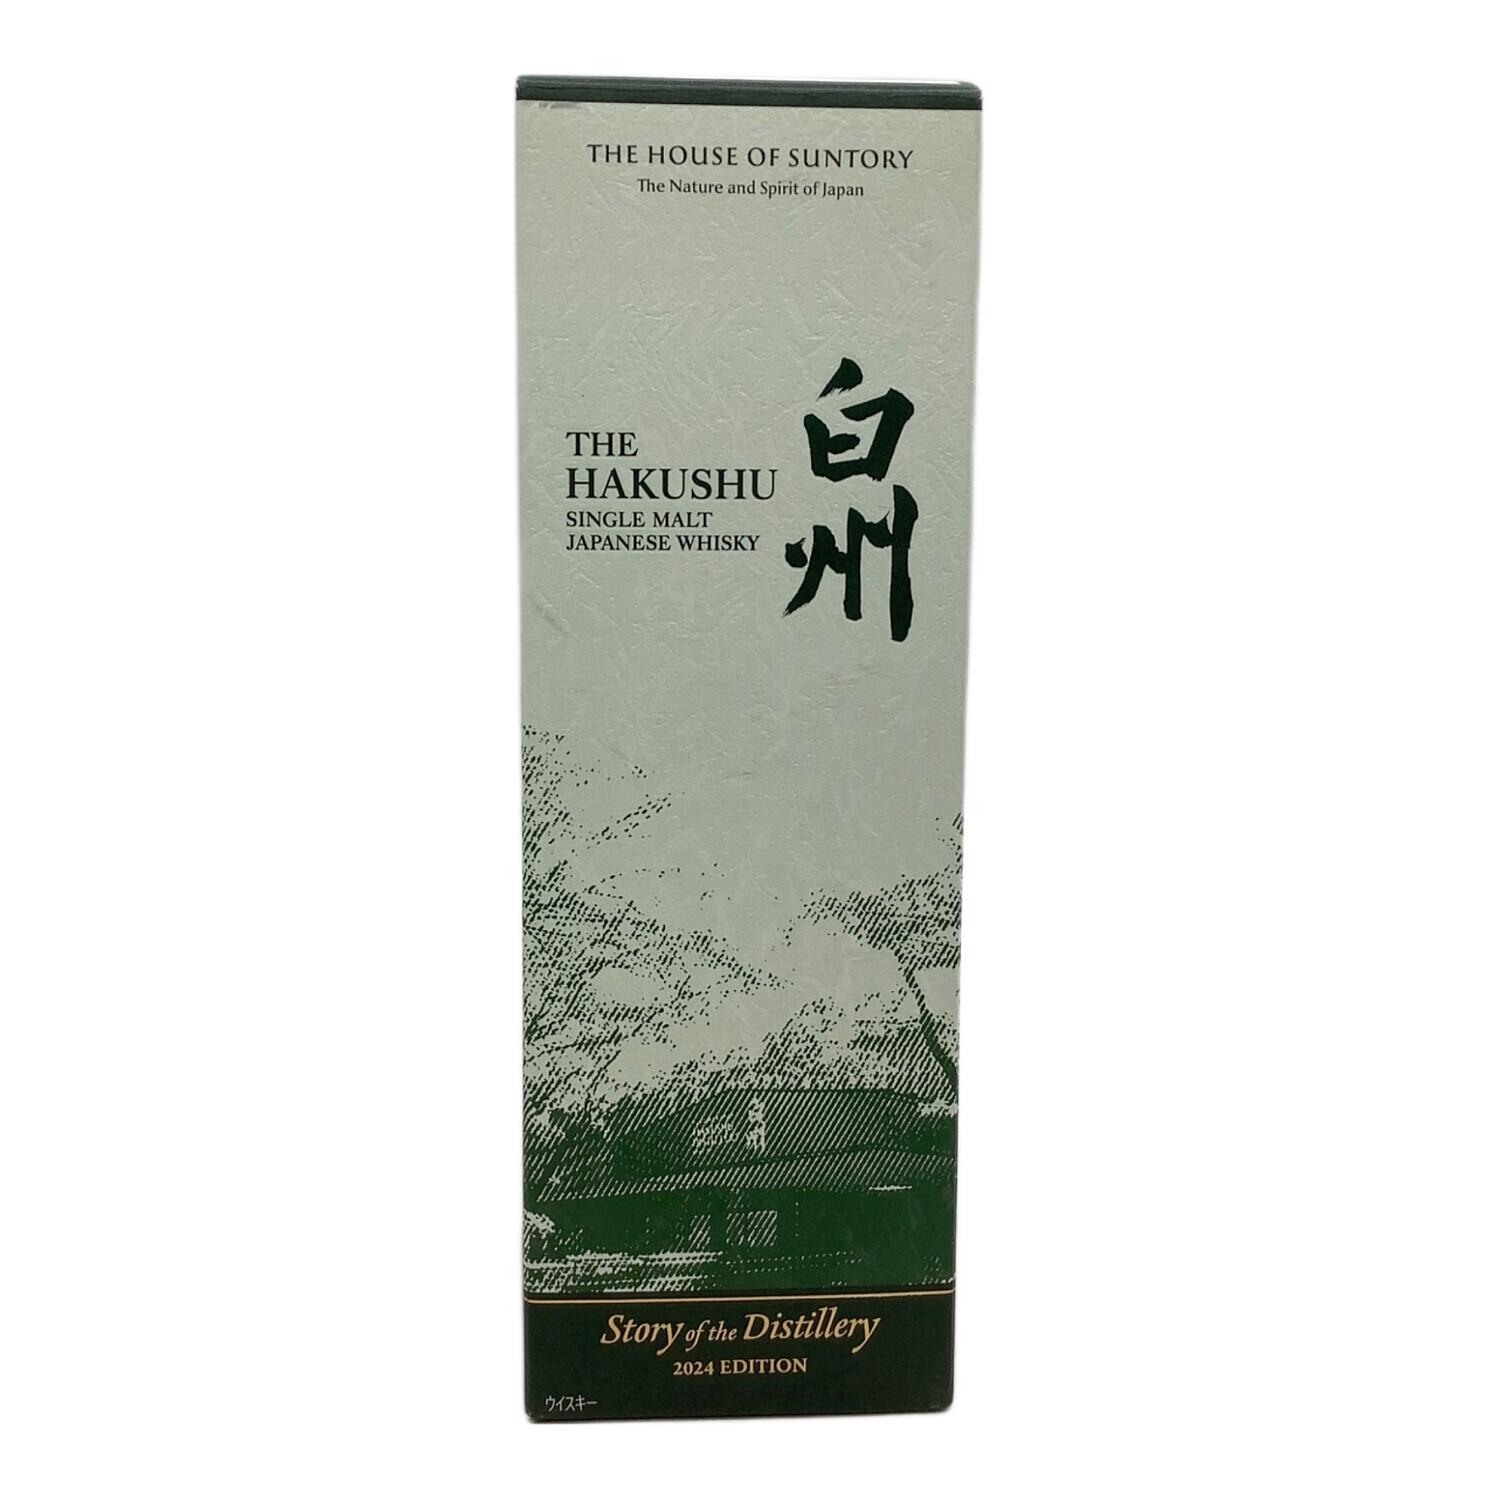 THE HOUSE OF SUNTORY
The Nature and Spirit of Japan
白州
THE
HAKUSHU
SINGLE MALT
JAPANESE WHISKY
Story of the Distillery
2024 EDITION
ウイスキー